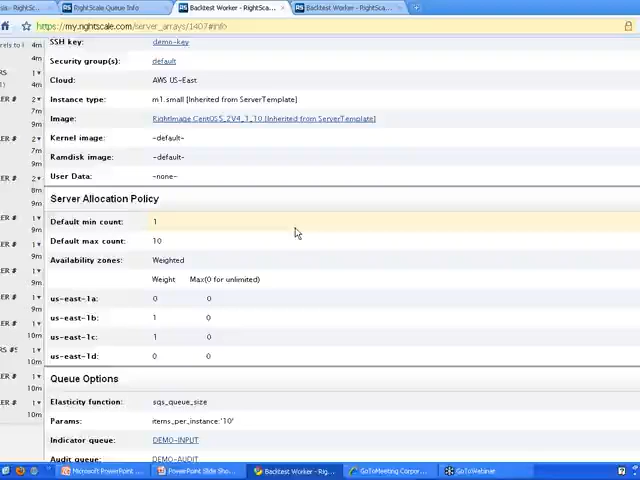 sis - RightSc... RightScale Queue Info Backtest Worker - RightSca... Backtest Worker - RightSc...
https://my.rightscale.com/server_arrays/1407#info
rrels to 4m SSH key: demo-key
Security group(s): default
Cloud: AWS US-East
Instance type: m1.small [Inherited from ServerTemplate]
Image: RightImage CentOS5_2V4_1_10 [Inherited from ServerTemplate]
Kernel image: -default-
Ramdisk image: -default-
User Data: -none-
Server Allocation Policy
Default min count: 1
Default max count: 10
Availability zones: Weighted
Weight Max(0 for unlimited)
us-east-1a: 0 0
us-east-1b: 1 0
us-east-1c: 1 0
us-east-1d: 0 0
Queue Options
Elasticity function: sqs_queue_size
Params: items_per_instance:'10'
Indicator queue: DEMO-INPUT
Audit queue: DEMO-AUDIT
Microsoft PowerPoint ... PowerPoint Slide Sho... Backtest Worker - Rig... GoToMeeting Corpor... GoToWebinar